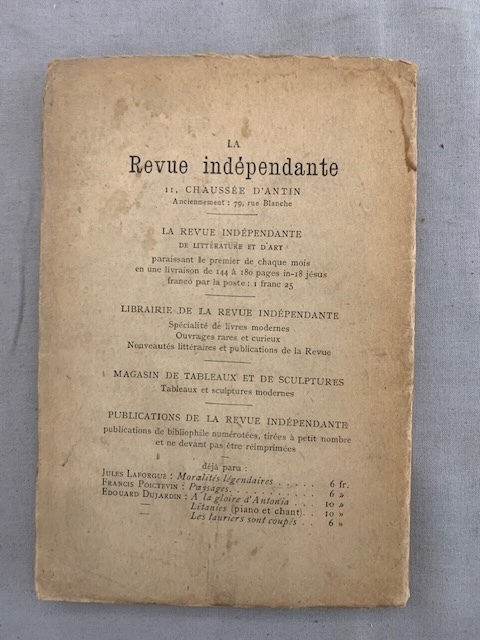 LA
Revue indépendante
11, CHAUSSÉE D'ANTIN
Anciennement : 79, rue Blanche
LA REVUE INDÉPENDANTE
DE LITTÉRATURE ET D'ART
paraissant le premier de chaque mois
en une livraison de 144 à 180 pages in-18 jésus
franco par la poste : 1 franc 25
LIBRAIRIE DE LA REVUE INDÉPENDANTE
Spécialité de livres modernes
Ouvrages rares et curieux
Nouveautés littéraires et publications de la Revue
MAGASIN DE TABLEAUX ET DE SCULPTURES
Tableaux et sculptures modernes
PUBLICATIONS DE LA REVUE INDÉPENDANTE
publications de bibliophile numérotées, tirées à petit nombre
et ne devant pas être réimprimées
déjà paru :
JULES LAFORGUE : Moralités légendaires . . . . . 6 fr.
FRANCIS POICTEVIN : Paysages. . . . . . . . . . 6 »
EDOUARD DUJARDIN : A la gloire d'Antonia . . . 10 »
— Litanies (piano et chant). . 10 »
— Les lauriers sont coupés . . 6 »